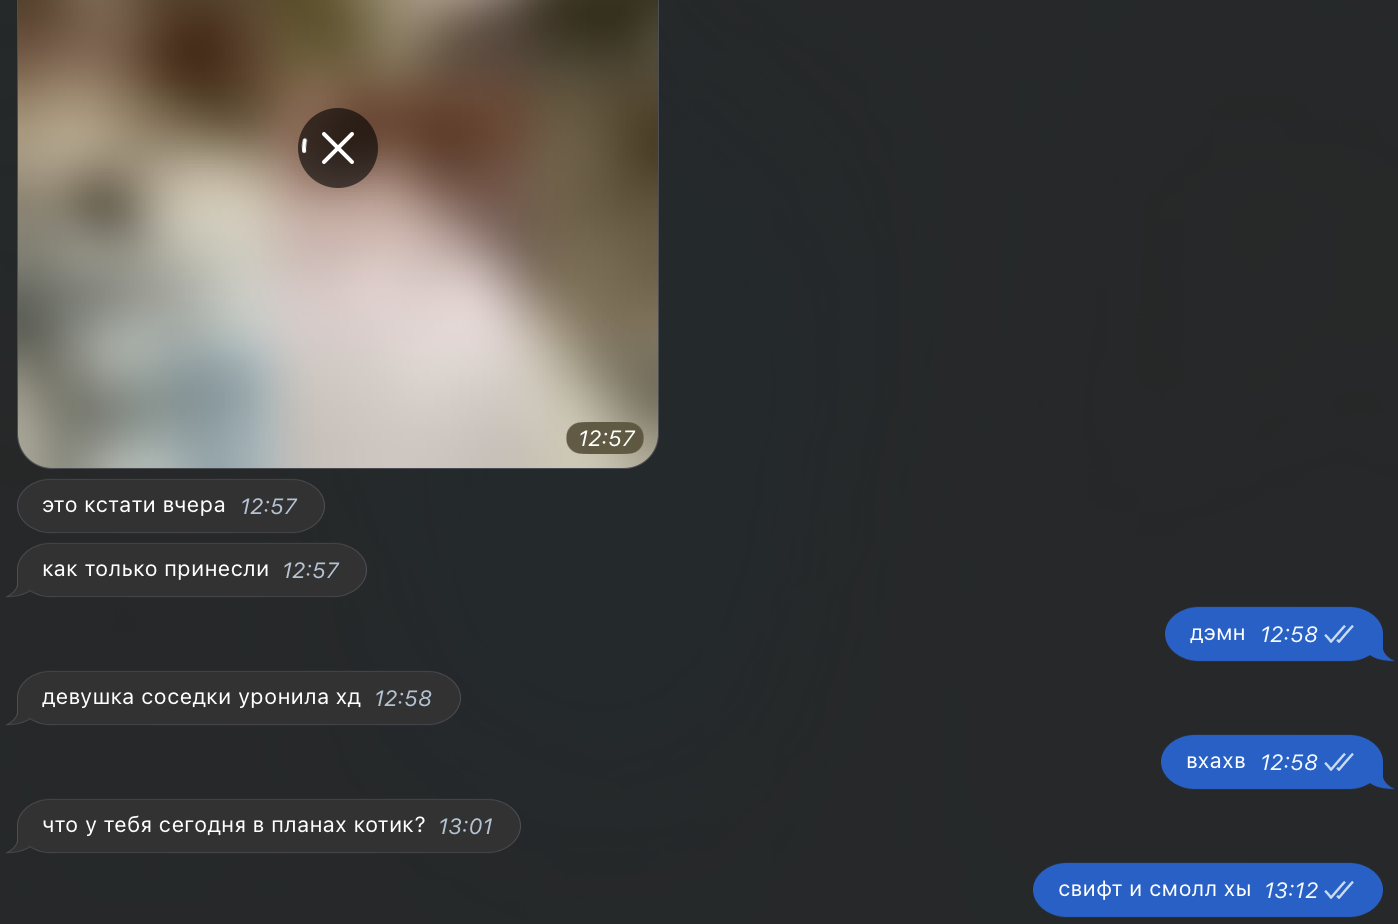 12:57
это кстати вчера 12:57
как только принесли 12:57
дэмн 12:58
девушка соседки уронила хд 12:58
вхахв 12:58
что у тебя сегодня в планах котик? 13:01
свифт и смолл хы 13:12